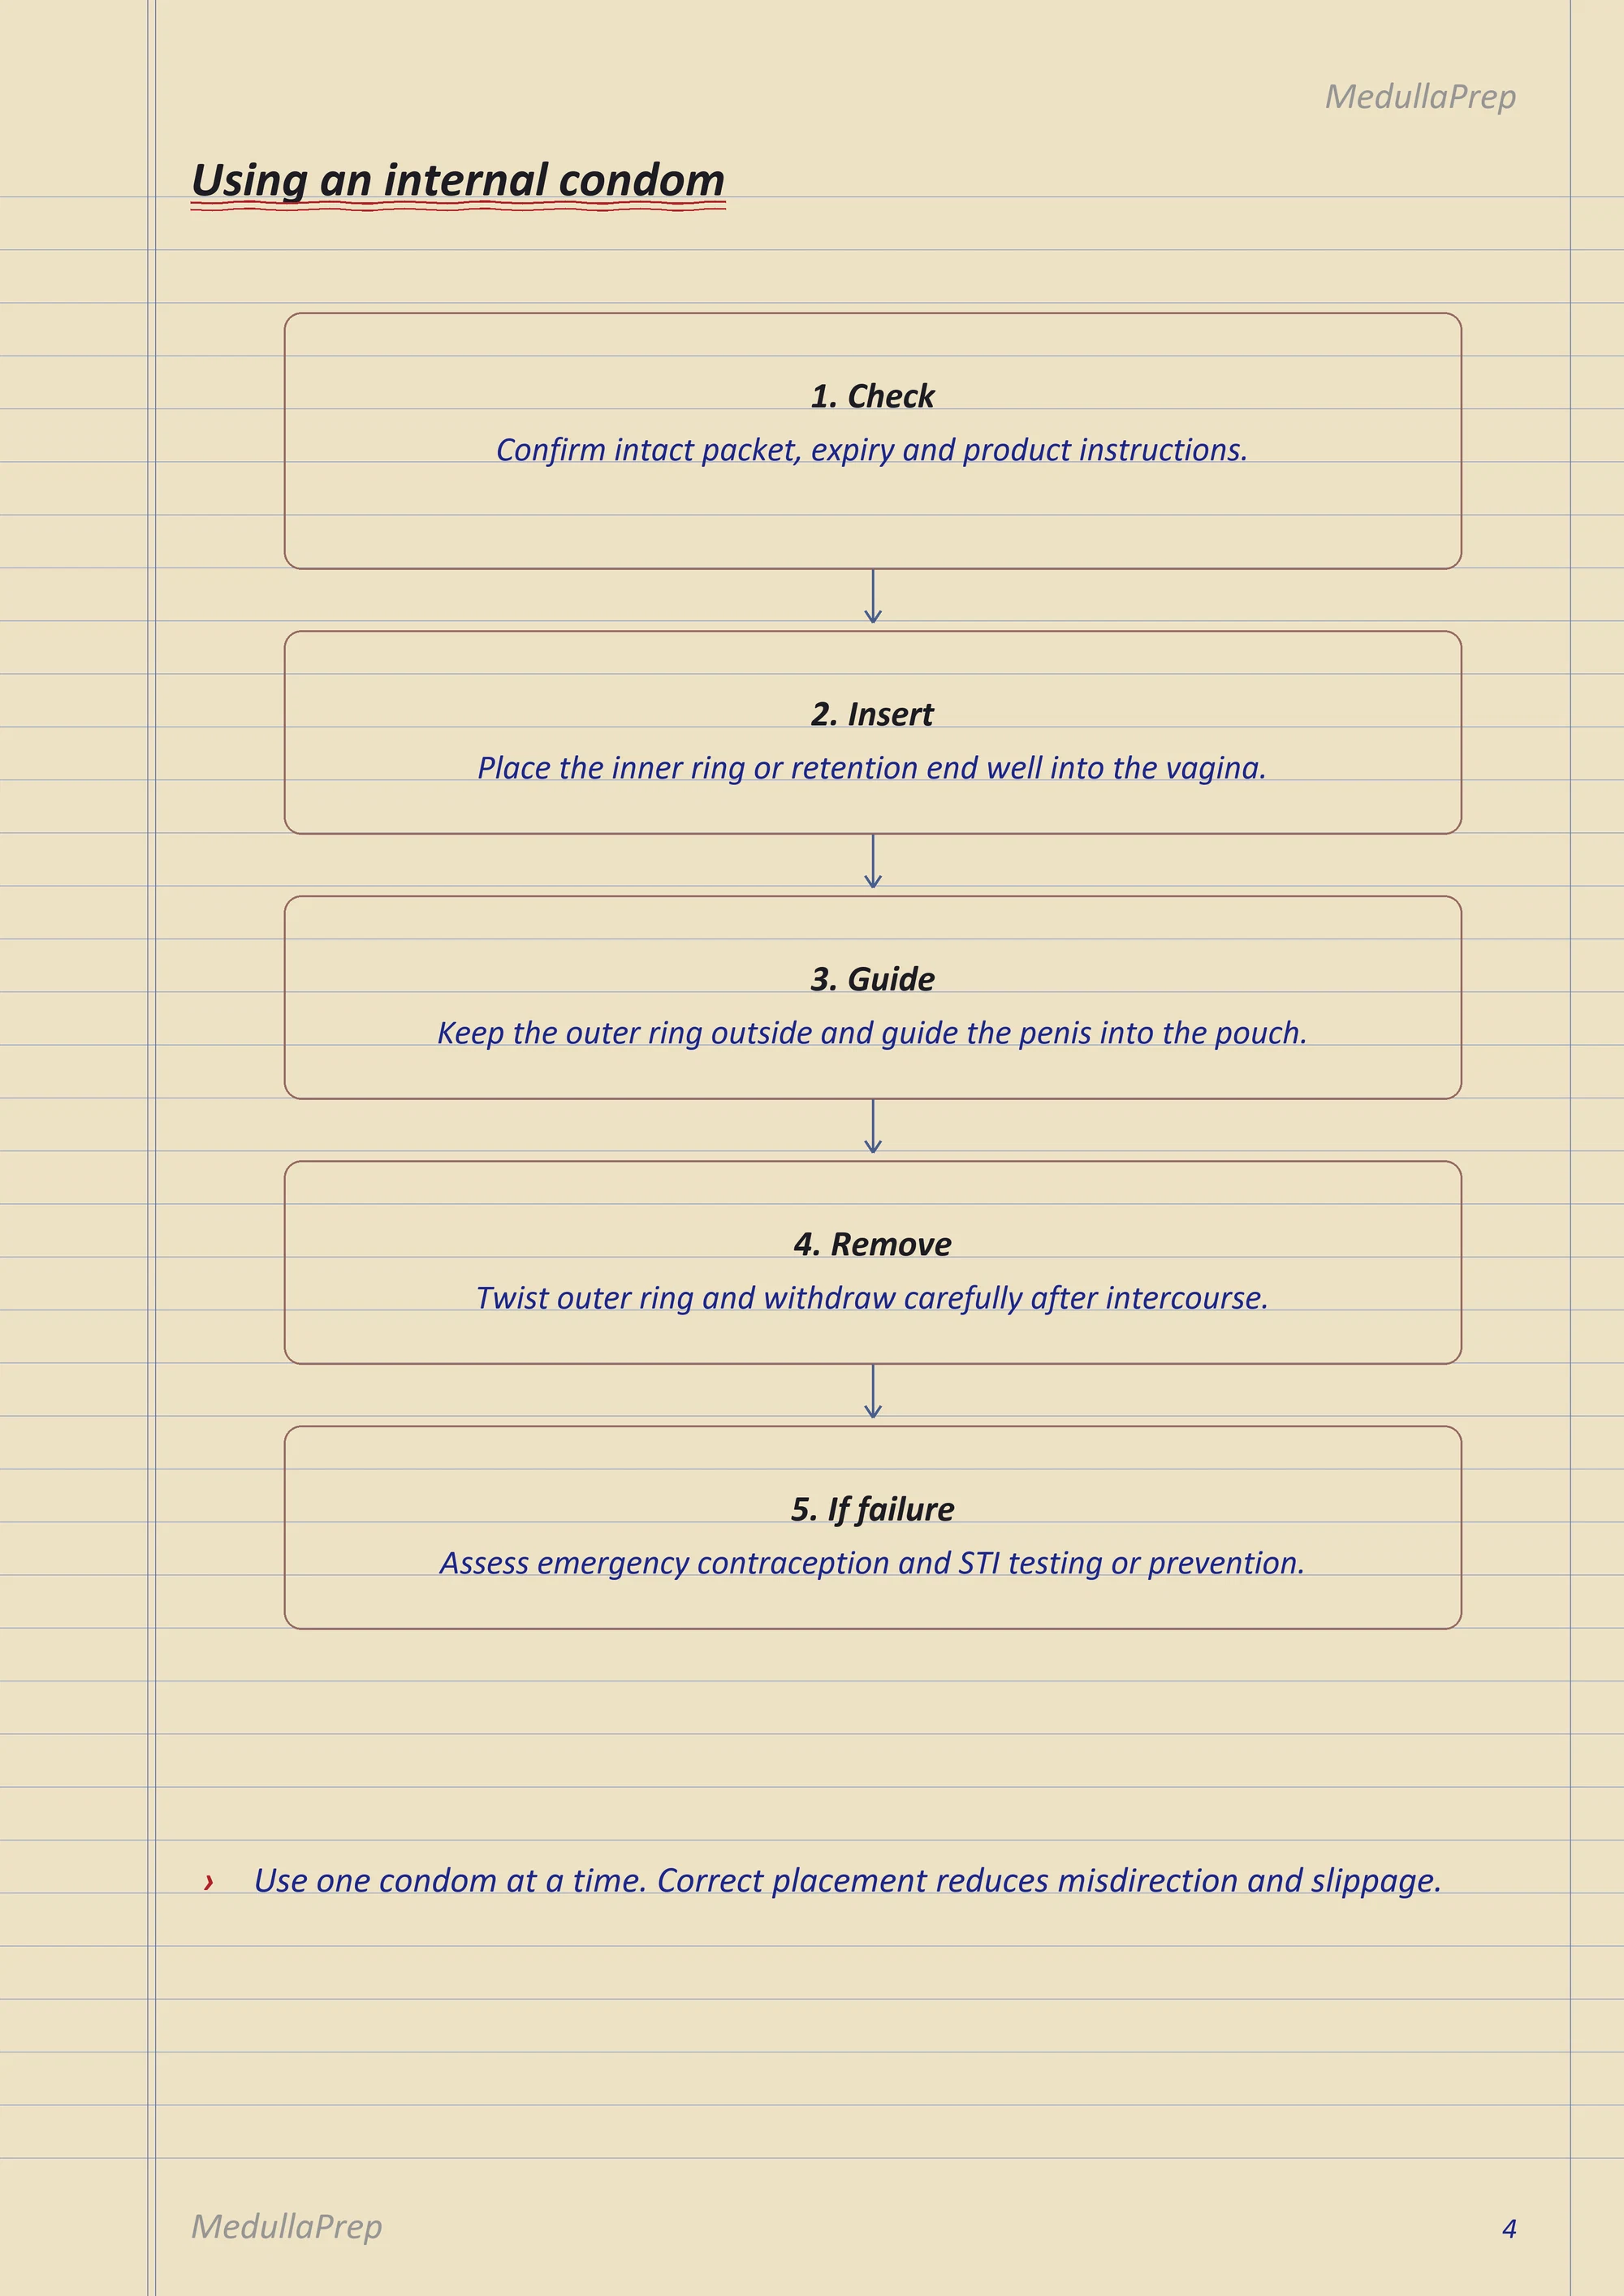 MedullaPrep
Using an internal condom
1. Check
Confirm intact packet, expiry and product instructions.
2. Insert
Place the inner ring or retention end well into the vagina.
3. Guide
Keep the outer ring outside and guide the penis into the pouch.
4. Remove
Twist outer ring and withdraw carefully after intercourse.
5. If failure
Assess emergency contraception and STI testing or prevention.
› Use one condom at a time. Correct placement reduces misdirection and slippage.
MedullaPrep
4